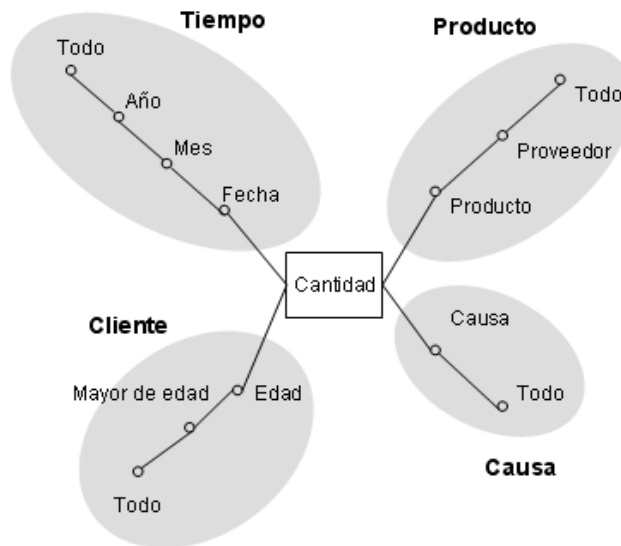 Tiempo
Todo
Año
Mes
Fecha
Producto
Todo
Proveedor
Producto
Cantidad
Cliente
Mayor de edad
Edad
Todo
Causa
Todo
Causa